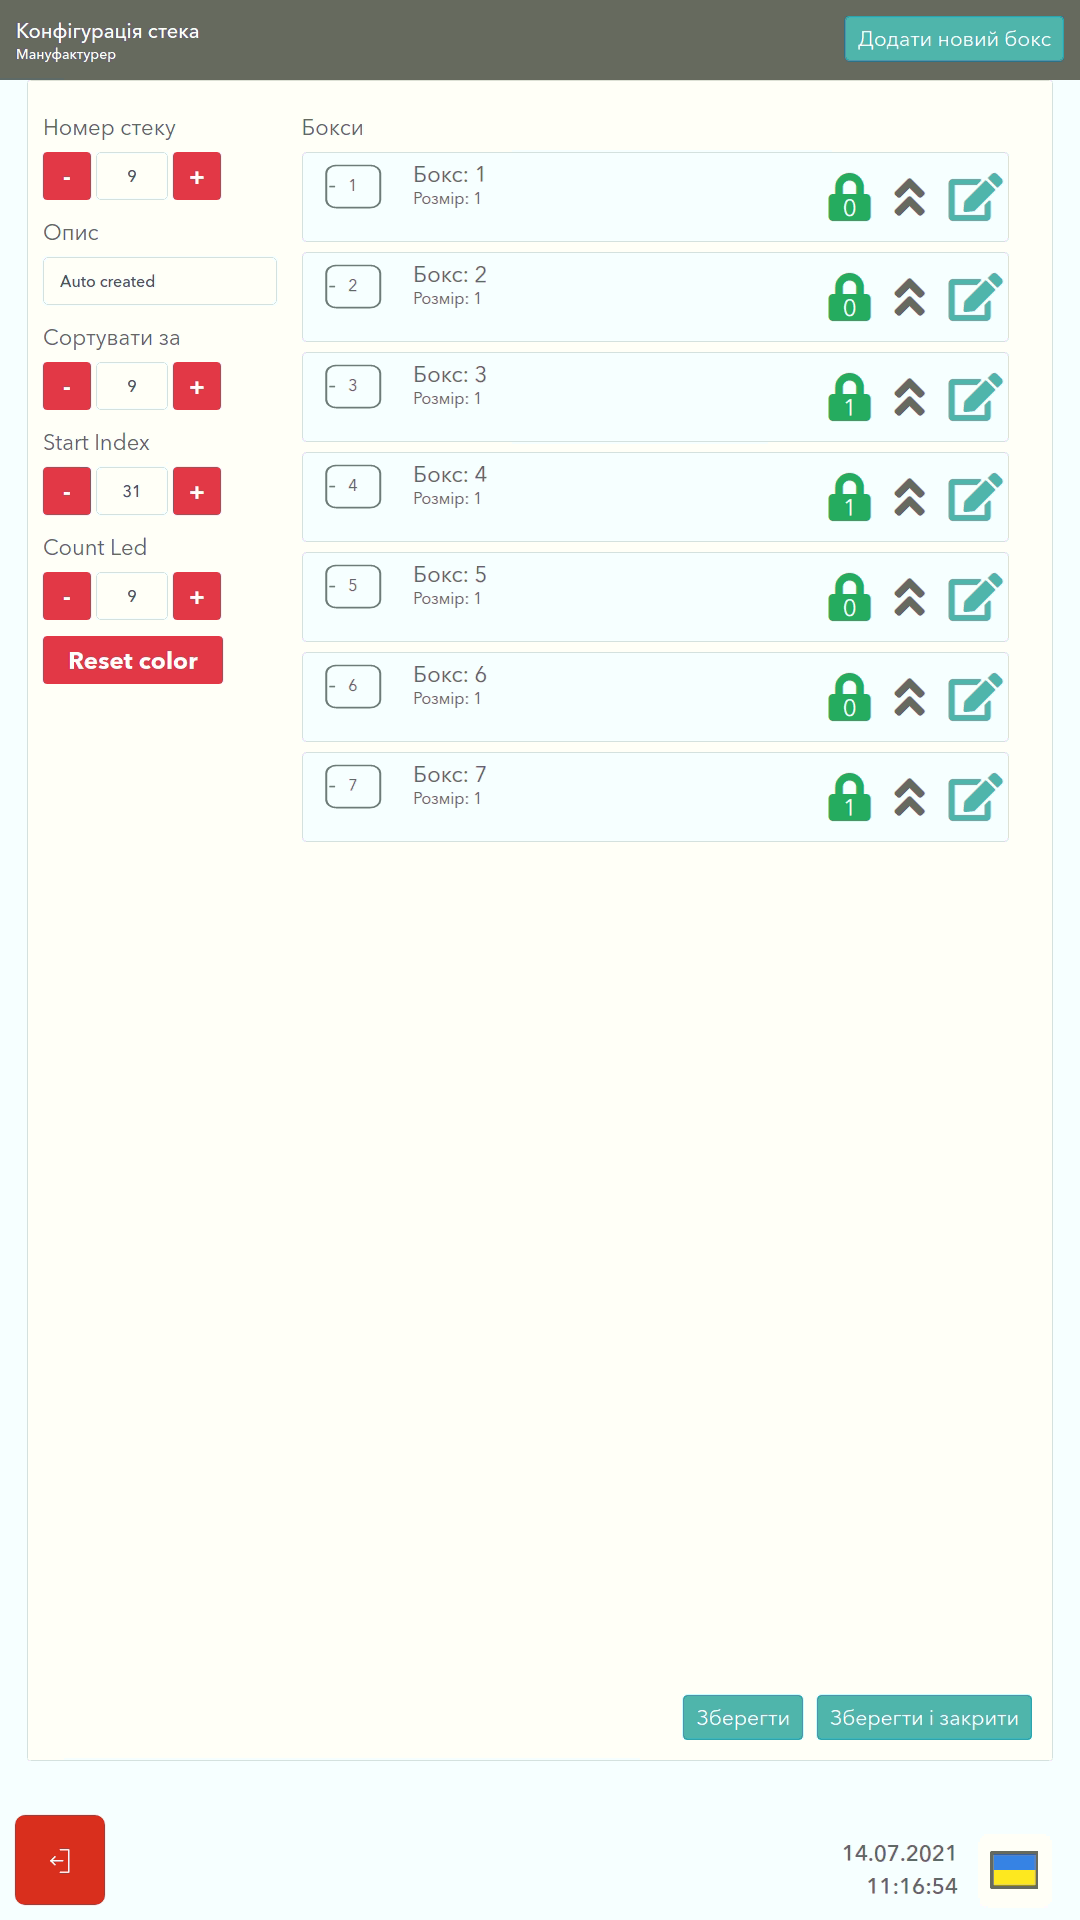 Конфігурація стека
Мануфактурер
Додати новий бокс
Номер стеку
- 9 +
Опис
Auto created
Сортувати за
- 9 +
Start Index
- 31 +
Count Led
- 9 +
Reset color
Бокси
1 Бокс: 1
Розмір: 1
0
2 Бокс: 2
Розмір: 1
0
3 Бокс: 3
Розмір: 1
1
4 Бокс: 4
Розмір: 1
1
5 Бокс: 5
Розмір: 1
0
6 Бокс: 6
Розмір: 1
0
7 Бокс: 7
Розмір: 1
1
Зберегти
Зберегти і закрити
14.07.2021
11:16:54